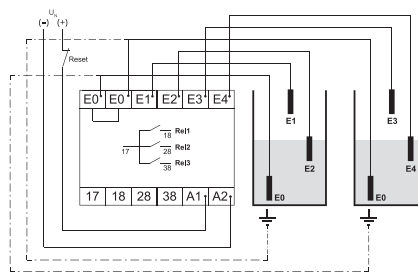 UN
(-) (+)
Reset
E0 E0 E1 E2 E3 E4
E1
E2
E0
E3
E4
E0
18 Rel1
17 28 Rel2
38 Rel3
17 18 28 38 A1 A2